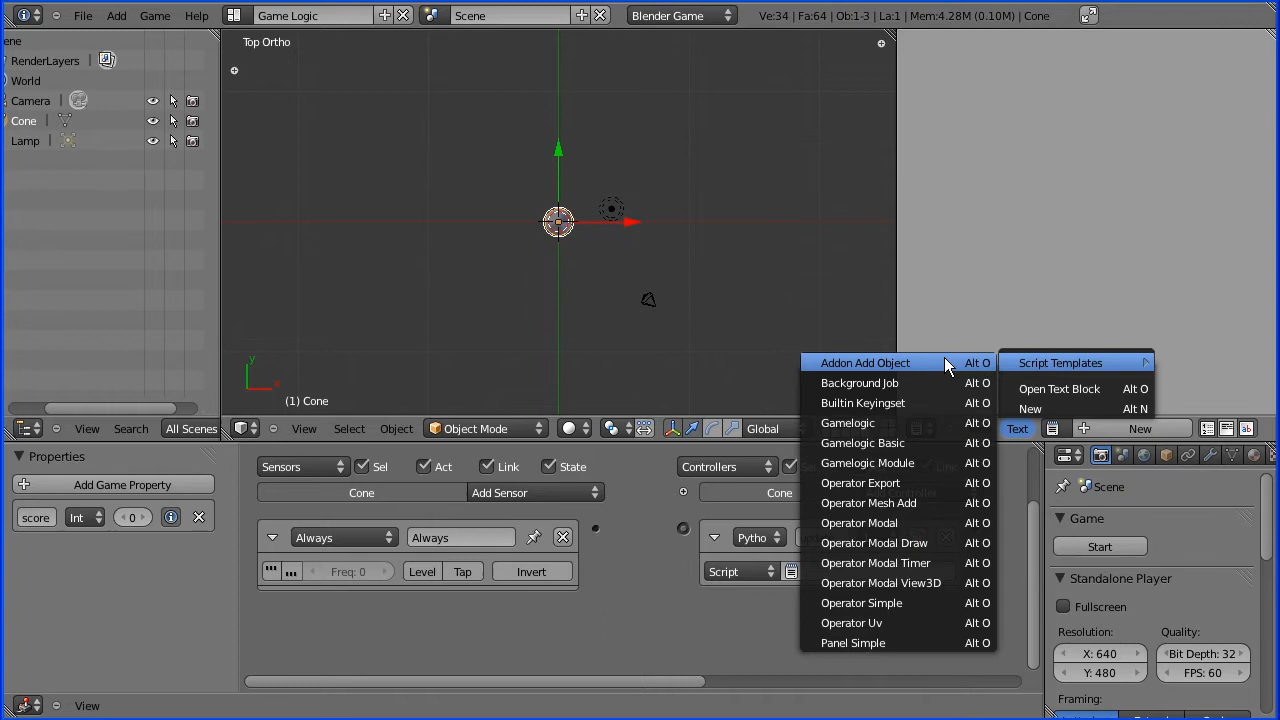 File Add Game Help Game Logic Scene Blender Game Ve:34 | Fa:64 | Ob:1-3 | La:1 | Mem:4.28M (0.10M) | Cone
ene
RenderLayers
World
Camera
Cone
Lamp
View Search All Scenes
Top Ortho
y
x
(1) Cone
View Select Object Object Mode Global
Script Templates
Open Text Block Alt O
New Alt N
Text New
Addon Add Object Alt O
Background Job Alt O
Builtin Keyingset Alt O
Gamelogic Alt O
Gamelogic Basic Alt O
Gamelogic Module Alt O
Operator Export Alt O
Operator Mesh Add Alt O
Operator Modal Alt O
Operator Modal Draw Alt O
Operator Modal Timer Alt O
Operator Modal View3D Alt O
Operator Simple Alt O
Operator Uv Alt O
Panel Simple Alt O
Properties
Add Game Property
score Int 0
Sensors Sel Act Link State
Cone Add Sensor
Always Always
Freq: 0 Level Tap Invert
Controllers
Cone
Pytho
Script
View
Scene
Game
Start
Standalone Player
Fullscreen
Resolution: Quality:
X: 640 Bit Depth: 32
Y: 480 FPS: 60
Framing: